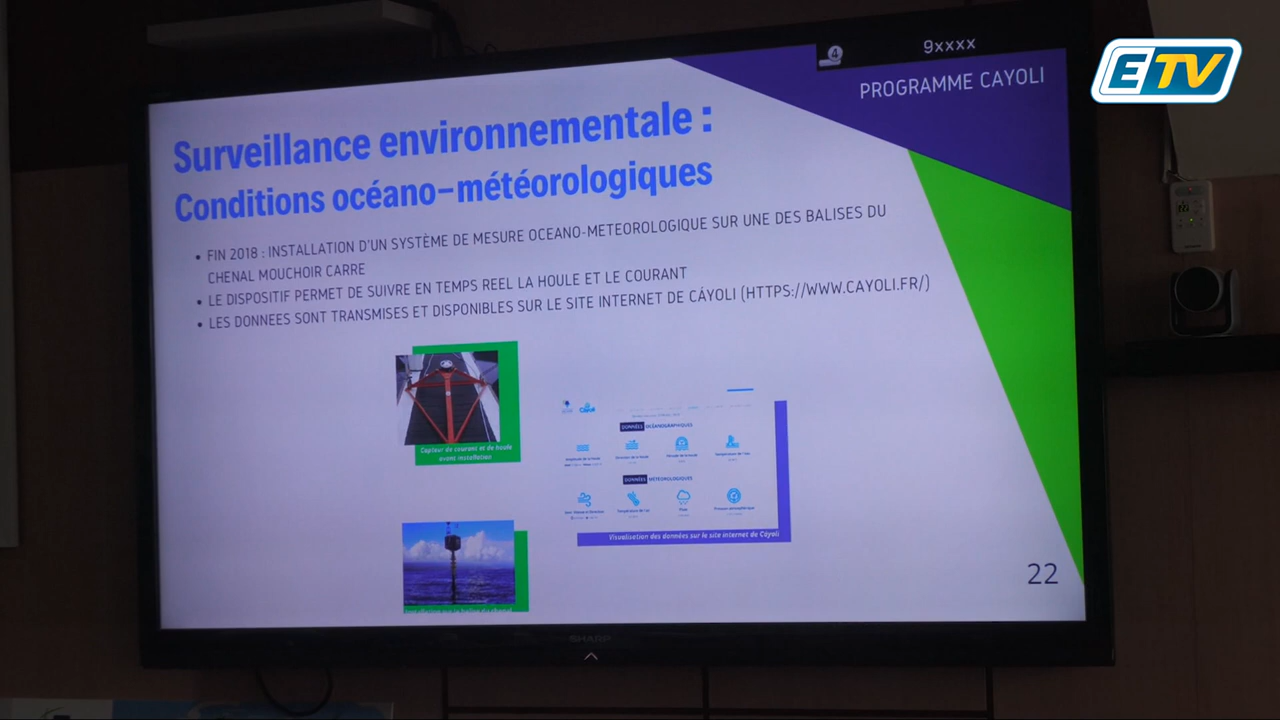 ETV
4
9xxxx
PROGRAMME CAYOLI
Surveillance environnementale :
Conditions océano-météorologiques
• FIN 2018 : INSTALLATION D'UN SYSTÈME DE MESURE OCEANO-METEOROLOGIQUE SUR UNE DES BALISES DU
CHENAL MOUCHOIR CARRE
• LE DISPOSITIF PERMET DE SUIVRE EN TEMPS REEL LA HOULE ET LE COURANT
• LES DONNEES SONT TRANSMISES ET DISPONIBLES SUR LE SITE INTERNET DE CÁYOLI (HTTPS://WWW.CAYOLI.FR/)
Capteur de courant et de houle
avant installation
Cáyoli
DONNÉES OCÉANOGRAPHIQUES
DONNÉES MÉTÉOROLOGIQUES
Pluie
Visualisation des données sur le site internet de Cáyoli
22
SHARP